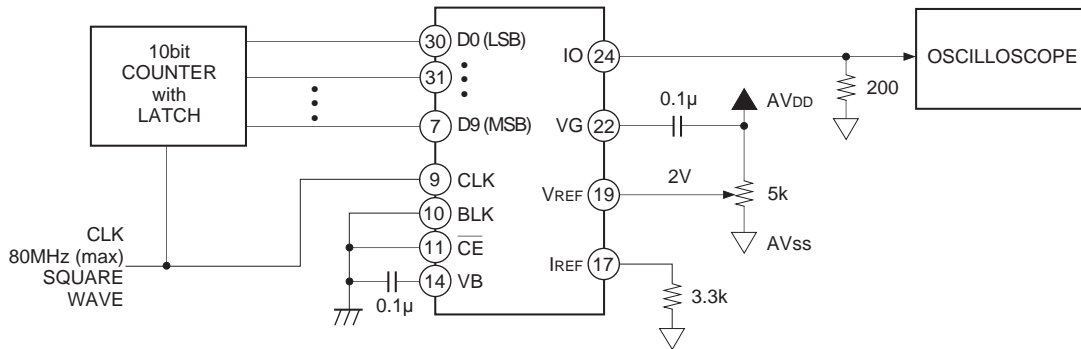 10bit
COUNTER
with
LATCH
CLK
80MHz (max)
SQUARE
WAVE
30 D0 (LSB)
31
7 D9 (MSB)
9 CLK
10 BLK
11 CE
14 VB
0.1μ
IO 24
VG 22
VREF 19
IREF 17
0.1μ
AVDD
200
2V
5k
AVSS
3.3k
OSCILLOSCOPE